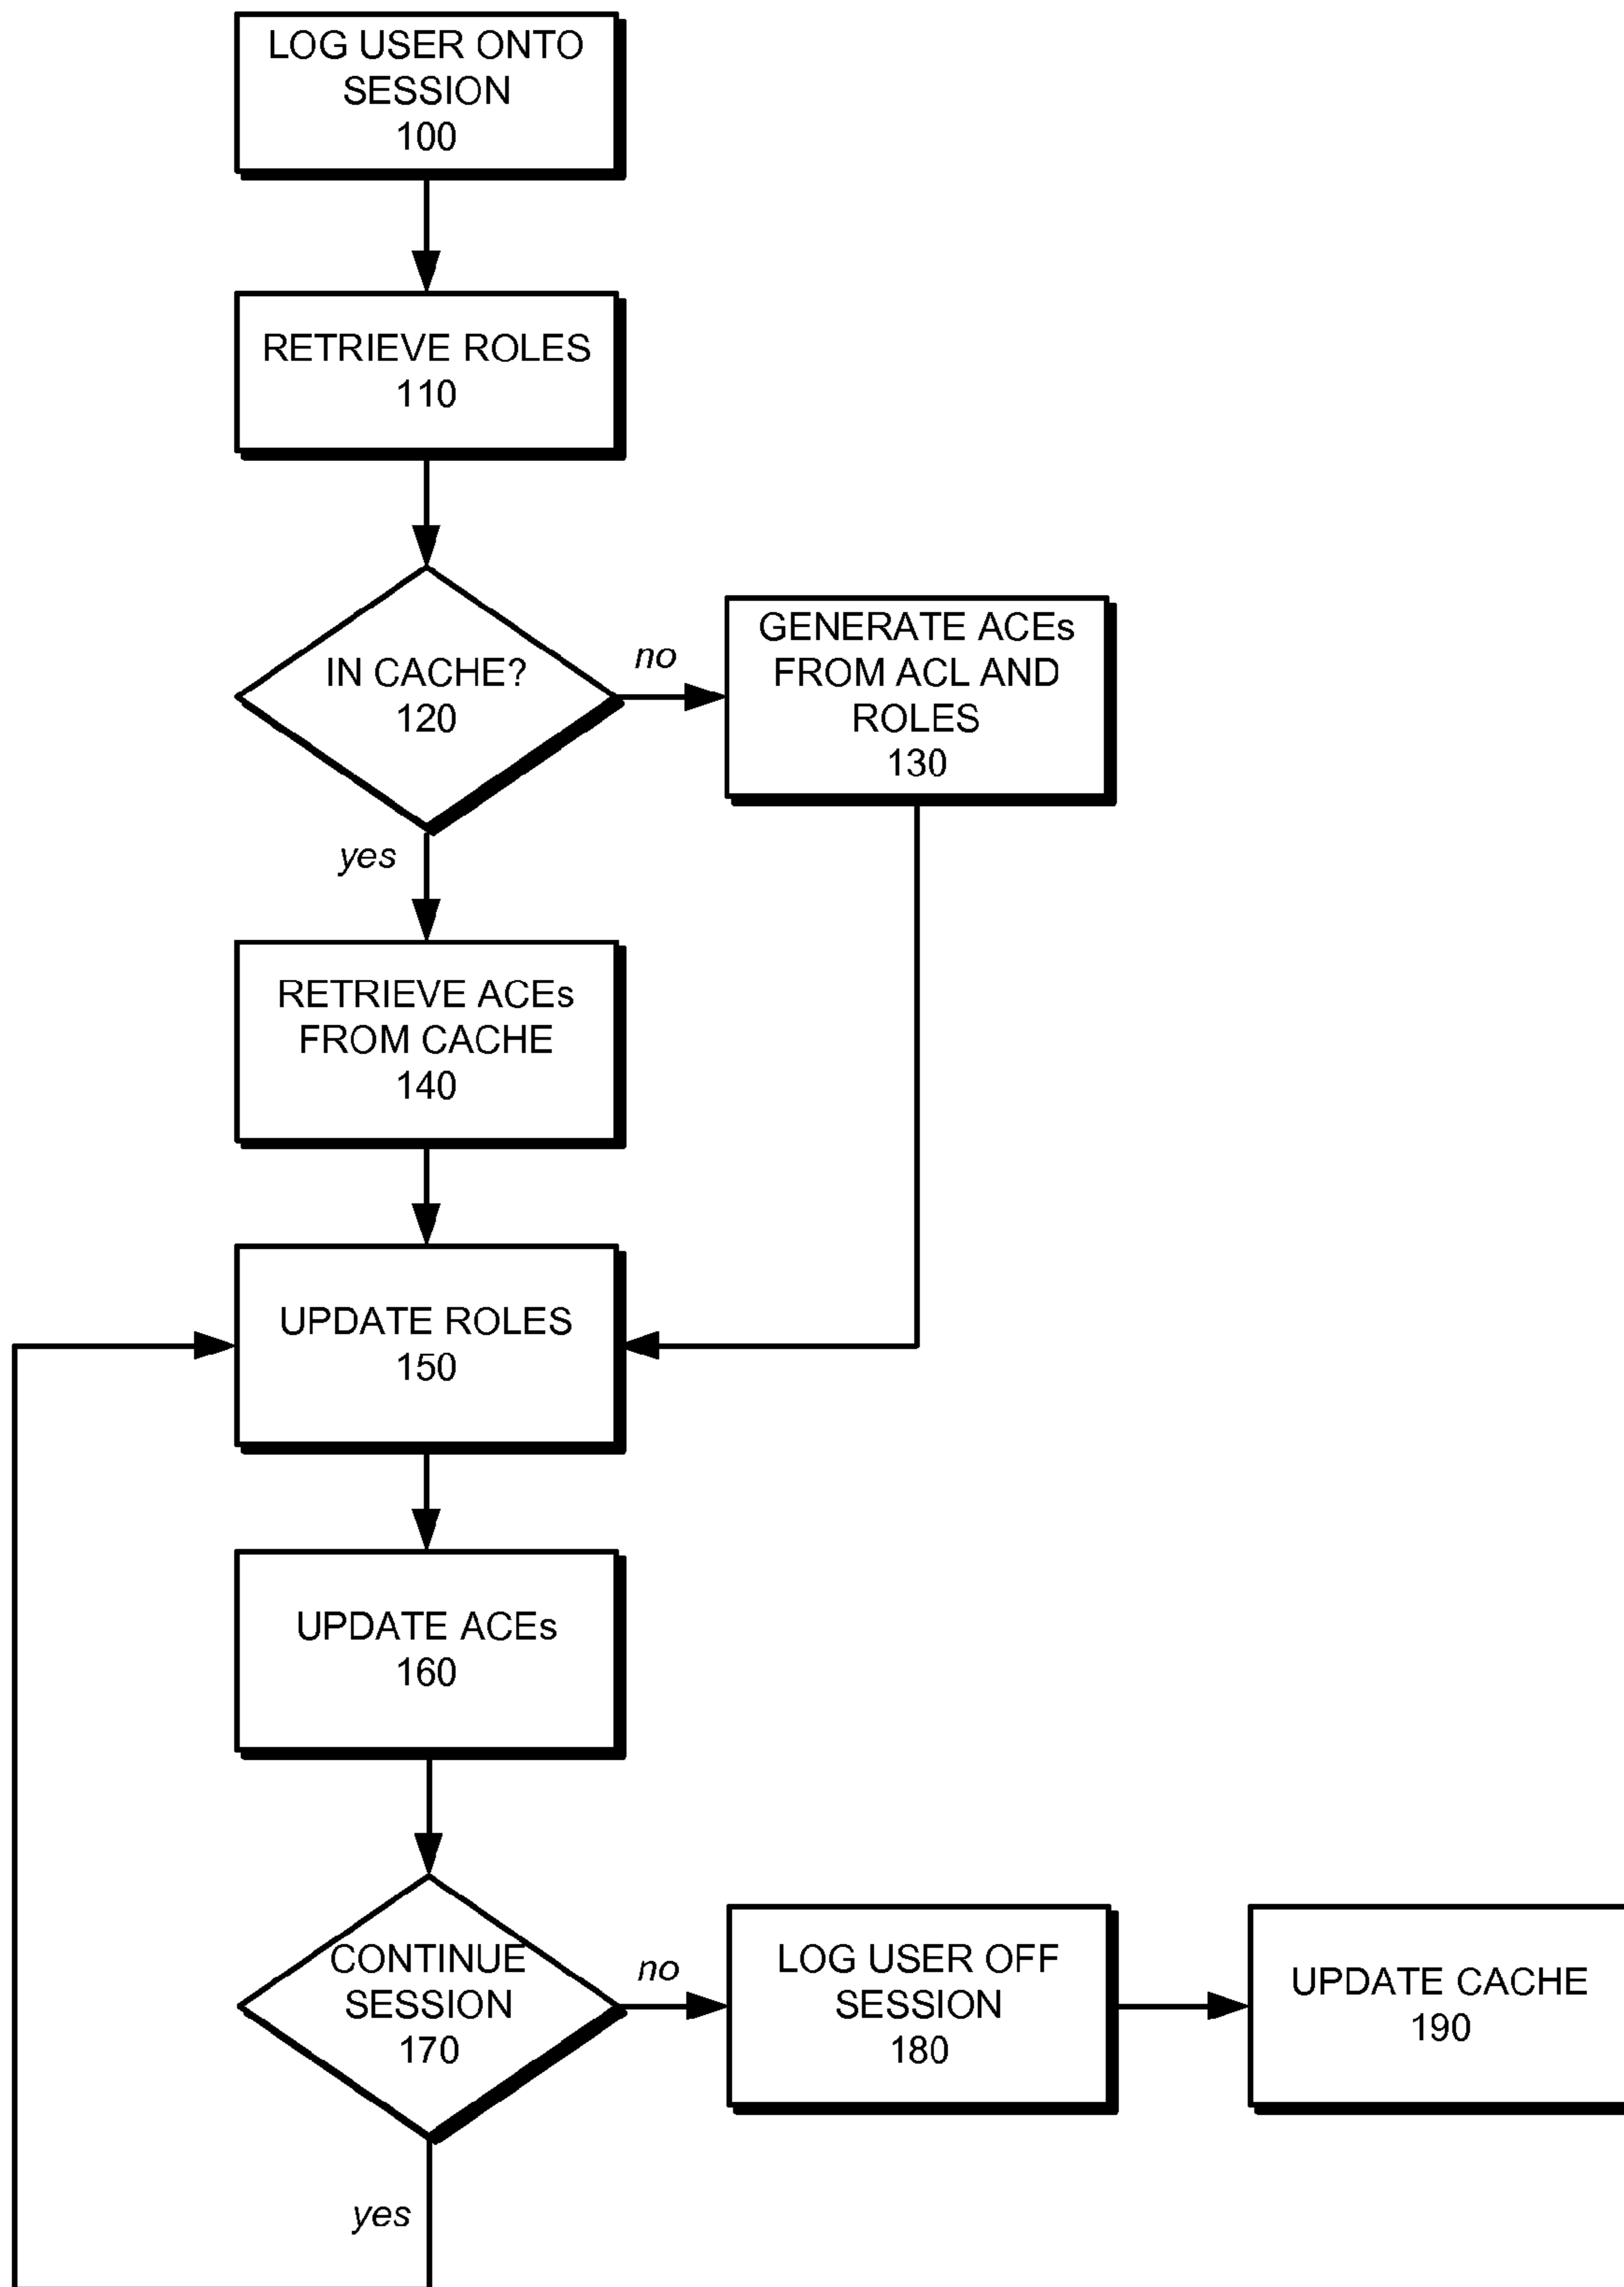 LOG USER ONTO
SESSION
100
RETRIEVE ROLES
110
IN CACHE?
120
no
GENERATE ACEs
FROM ACL AND
ROLES
130
yes
RETRIEVE ACEs
FROM CACHE
140
UPDATE ROLES
150
UPDATE ACEs
160
CONTINUE
SESSION
170
no
LOG USER OFF
SESSION
180
UPDATE CACHE
190
yes